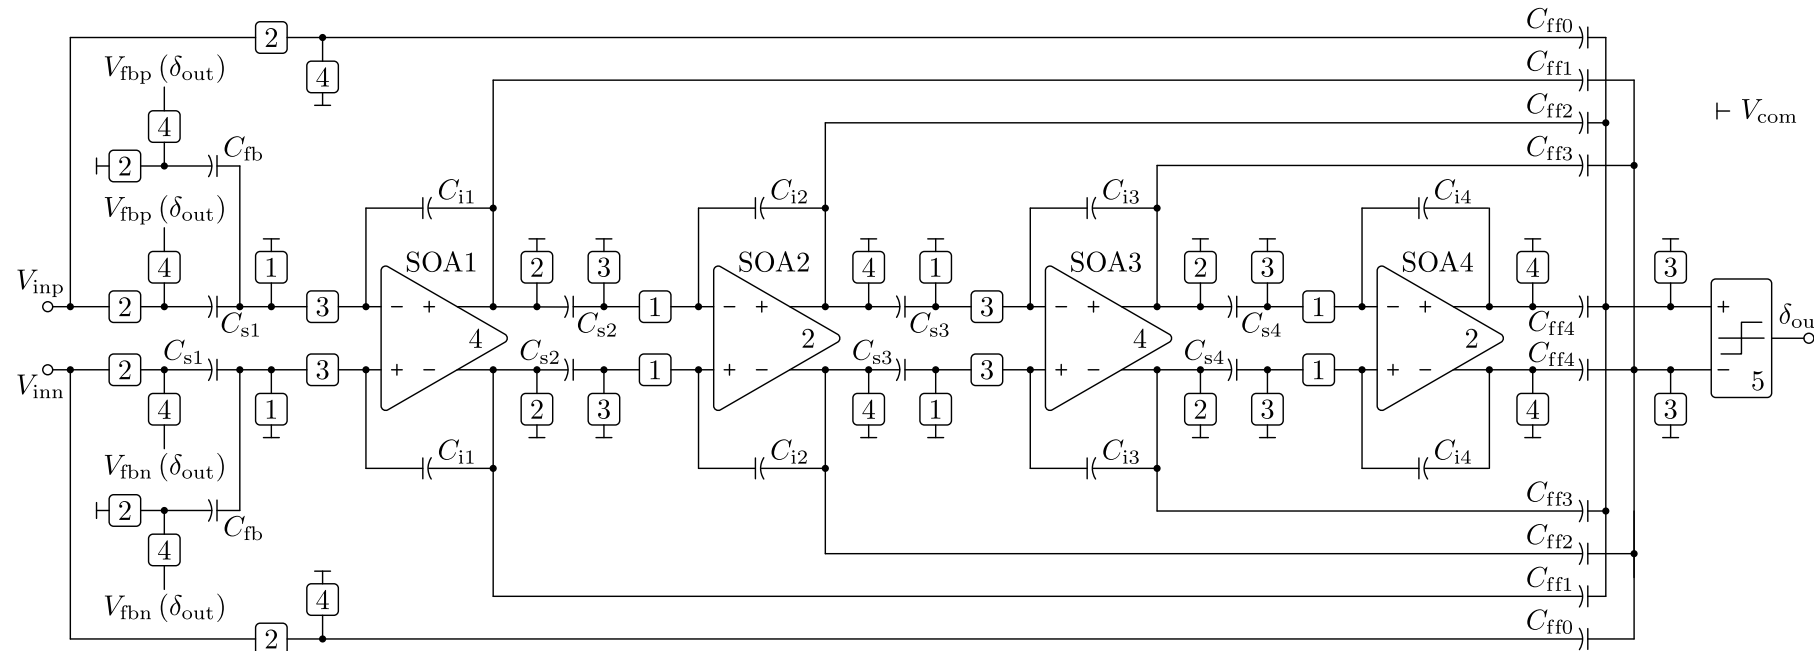 C_ff0
2
V_fbp (δ_out)
4
C_ff1
C_ff2
⊢ V_com
4
C_fb
C_ff3
2
V_fbp (δ_out)
C_i1
C_i2
C_i3
C_i4
4
1
SOA1
2
3
SOA2
4
1
SOA3
2
3
SOA4
4
3
V_inp
2
C_s1
3
− +
C_s2
1
− +
C_s3
3
− +
C_s4
1
− +
C_ff4
+
4
2
4
2
δ_ou
V_inn
2
C_s1
3
+ −
C_s2
1
+ −
C_s3
3
+ −
C_s4
1
+ −
C_ff4
−
5
4
1
2
3
4
1
2
3
4
3
V_fbn (δ_out)
C_i1
C_i2
C_i3
C_i4
2
C_fb
C_ff3
4
C_ff2
V_fbn (δ_out)
4
C_ff1
2
C_ff0